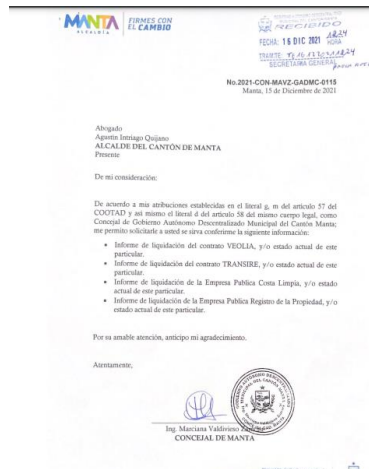 MANTA
ALCALDÍA
FIRMES CON
EL CAMBIO
RECIBIDO
FECHA: 16 DIC 2021 HORA
SECRETARIA GENERAL
No.2021-CON-MAVZ-GADMC-0115
Manta, 15 de Diciembre de 2021
Abogado
Agustín Intriago Quijano
ALCALDE DEL CANTÓN DE MANTA
Presente
De mi consideración:
De acuerdo a mis atribuciones establecidas en el literal g, m del artículo 57 del
COOTAD y así mismo el literal d del artículo 58 del mismo cuerpo legal, como
Concejal de Gobierno Autónomo Descentralizado Municipal del Cantón Manta;
me permito solicitarle a usted se sirva conferirme la siguiente información:
• Informe de liquidación del contrato VEOLIA, y/o estado actual de este
particular.
• Informe de liquidación del contrato TRANSIRE, y/o estado actual de este
particular.
• Informe de liquidación de la Empresa Publica Costa Limpia, y/o estado
actual de este particular.
• Informe de liquidación de la Empresa Publica Registro de la Propiedad, y/o
estado actual de este particular.
Por su amable atención, anticipo mi agradecimiento.
Atentamente,
Ing. Marciana Valdivieso
CONCEJAL DE MANTA